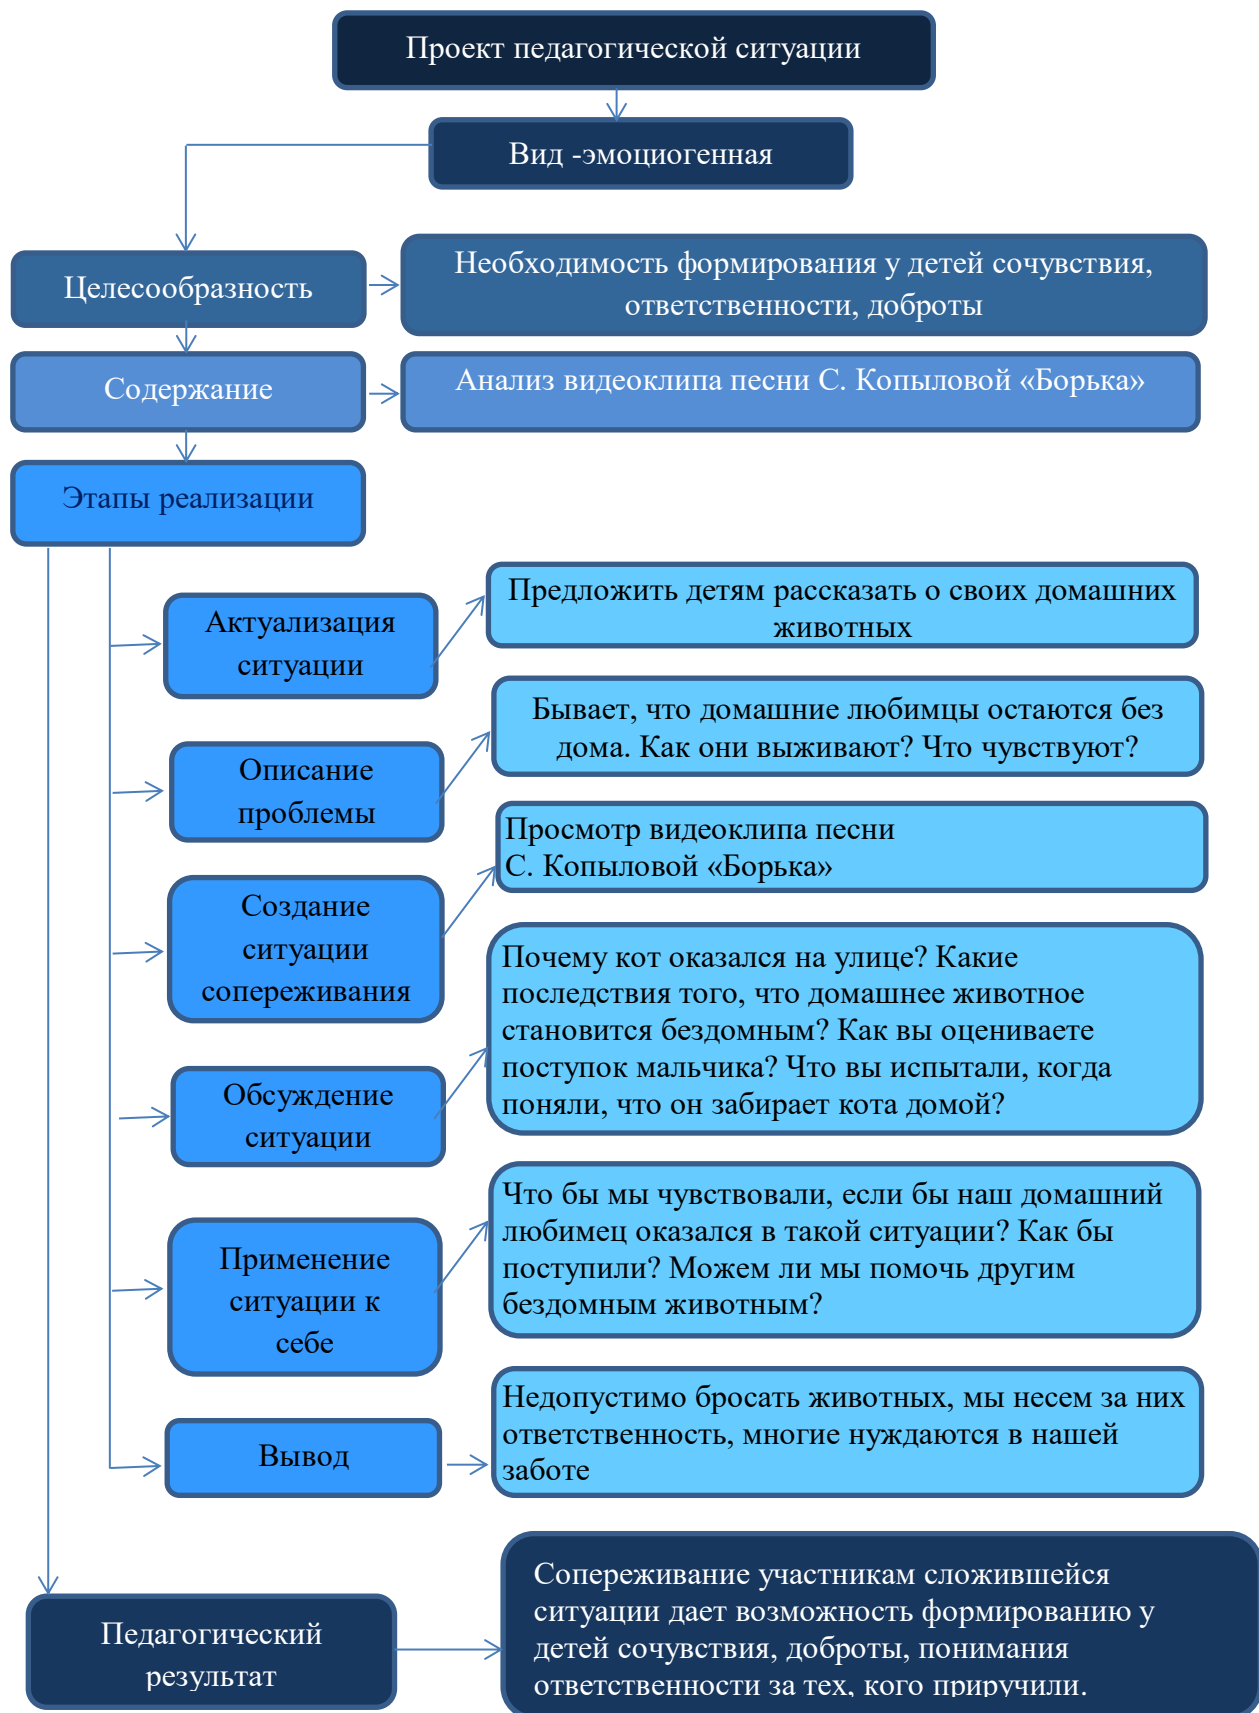 Проект педагогической ситуации
Вид -эмоциогенная
Целесообразность
Необходимость формирования у детей сочувствия,
ответственности, доброты
Содержание
Анализ видеоклипа песни С. Копыловой «Борька»
Этапы реализации
Актуализация
ситуации
Предложить детям рассказать о своих домашних
животных
Описание
проблемы
Бывает, что домашние любимцы остаются без
дома. Как они выживают? Что чувствуют?
Создание
ситуации
сопереживания
Просмотр видеоклипа песни
С. Копыловой «Борька»
Обсуждение
ситуации
Почему кот оказался на улице? Какие
последствия того, что домашнее животное
становится бездомным? Как вы оцениваете
поступок мальчика? Что вы испытали, когда
поняли, что он забирает кота домой?
Применение
ситуации к
себе
Что бы мы чувствовали, если бы наш домашний
любимец оказался в такой ситуации? Как бы
поступили? Можем ли мы помочь другим
бездомным животным?
Вывод
Недопустимо бросать животных, мы несем за них
ответственность, многие нуждаются в нашей
заботе
Педагогический
результат
Сопереживание участникам сложившейся
ситуации дает возможность формированию у
детей сочувствия, доброты, понимания
ответственности за тех, кого приручили.